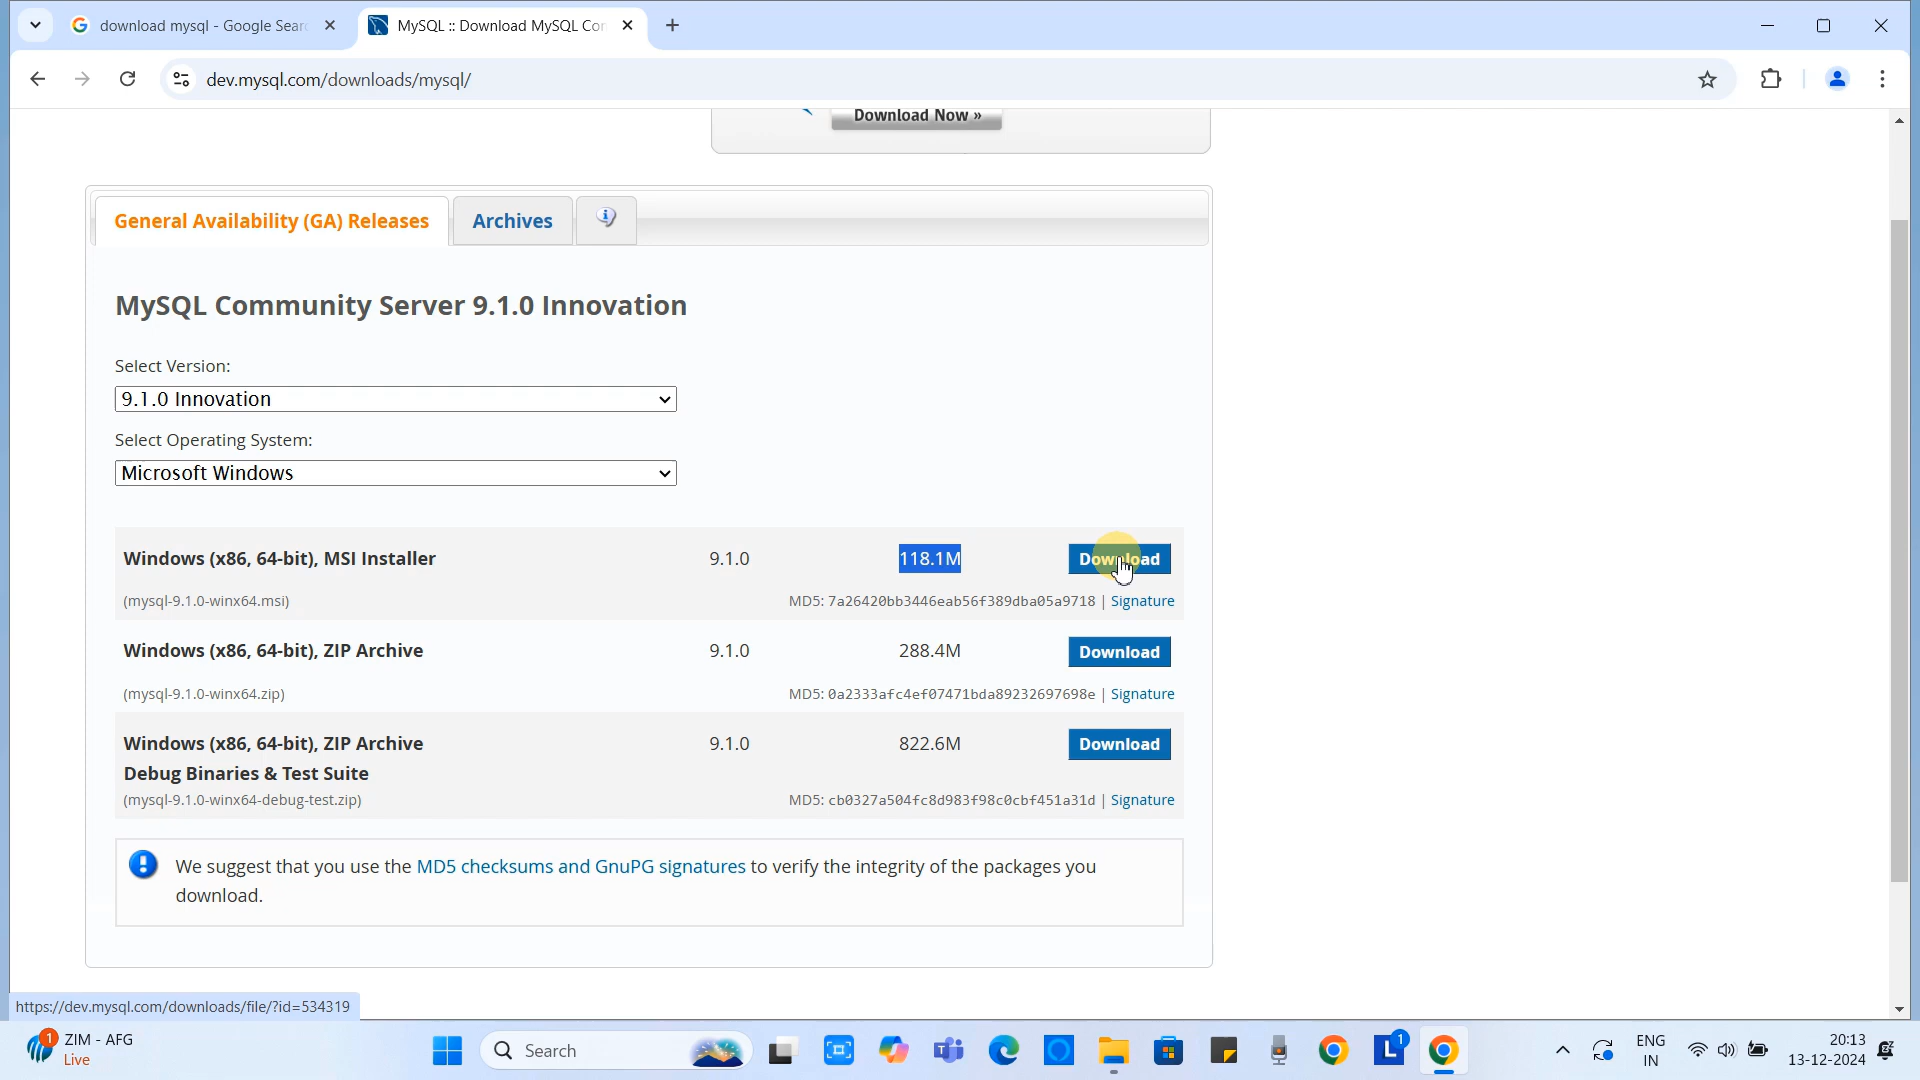 download mysql - Google Sear
MySQL :: Download MySQL Co
dev.mysql.com/downloads/mysql/
Download Now »
General Availability (GA) Releases
Archives
MySQL Community Server 9.1.0 Innovation
Select Version:
9.1.0 Innovation
Select Operating System:
Microsoft Windows
Windows (x86, 64-bit), MSI Installer 9.1.0 118.1M Download
(mysql-9.1.0-winx64.msi) MD5: 7a26420bb3446eab56f389dba05a9718 | Signature
Windows (x86, 64-bit), ZIP Archive 9.1.0 288.4M Download
(mysql-9.1.0-winx64.zip) MD5: 0a2333afc4ef07471bda89232697698e | Signature
Windows (x86, 64-bit), ZIP Archive 9.1.0 822.6M Download
Debug Binaries & Test Suite
(mysql-9.1.0-winx64-debug-test.zip) MD5: cb0327a504fc8d983f98c0cbf451a31d | Signature
We suggest that you use the MD5 checksums and GnuPG signatures to verify the integrity of the packages you
download.
https://dev.mysql.com/downloads/file/?id=534319
1
ZIM - AFG
Live
Search
L 1
ENG
IN
20:13
13-12-2024